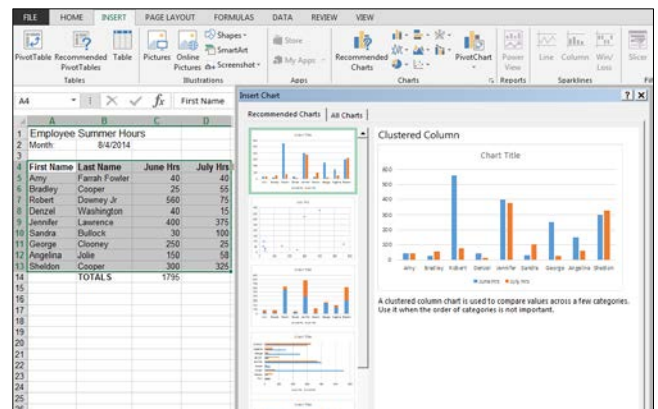 FILE HOME INSERT PAGE LAYOUT FORMULAS DATA REVIEW VIEW
PivotTable Recommended PivotTables Table
Pictures Online Pictures
Shapes
SmartArt
Screenshot
Store
My Apps
Recommended Charts
PivotChart
Power View
Line Column Win/Loss
Slicer
Tables Illustrations Apps Charts Reports Sparklines
A4 fx First Name
Insert Chart ? X
Recommended Charts All Charts
A B C D
1 Employee Summer Hours
2 Month: 8/4/2014
3
4 First Name Last Name June Hrs July Hrs
5 Amy Farrah Fowler 40 40
6 Bradley Cooper 25 55
7 Robert Downey Jr 560 75
8 Denzel Washington 40 15
9 Jennifer Lawrence 400 375
10 Sandra Bullock 30 100
11 George Clooney 250 25
12 Angelina Jolie 150 58
13 Sheldon Cooper 300 325
14 TOTALS 1795
15
16
17
18
19
20
21
22
23
24
25
Clustered Column
Chart Title
600
500
400
300
200
100
0
Amy Bradley Robert Denzel Jennifer Sandra George Angelina Sheldon
June Hrs July Hrs
A clustered column chart is used to compare values across a few categories.
Use it when the order of categories is not important.